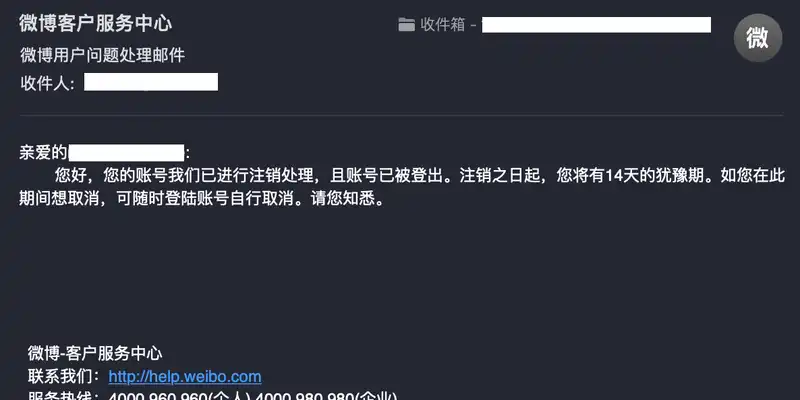 微博客户服务中心
收件箱 -
微
微博用户问题处理邮件
收件人:
亲爱的 :
您好，您的账号我们已进行注销处理，且账号已被登出。注销之日起，您将有14天的犹豫期。如您在此
期间想取消，可随时登陆账号自行取消。请您知悉。
微博-客户服务中心
联系我们：http://help.weibo.com
服务热线：4000 960 960(个人) 4000 980 980(企业)